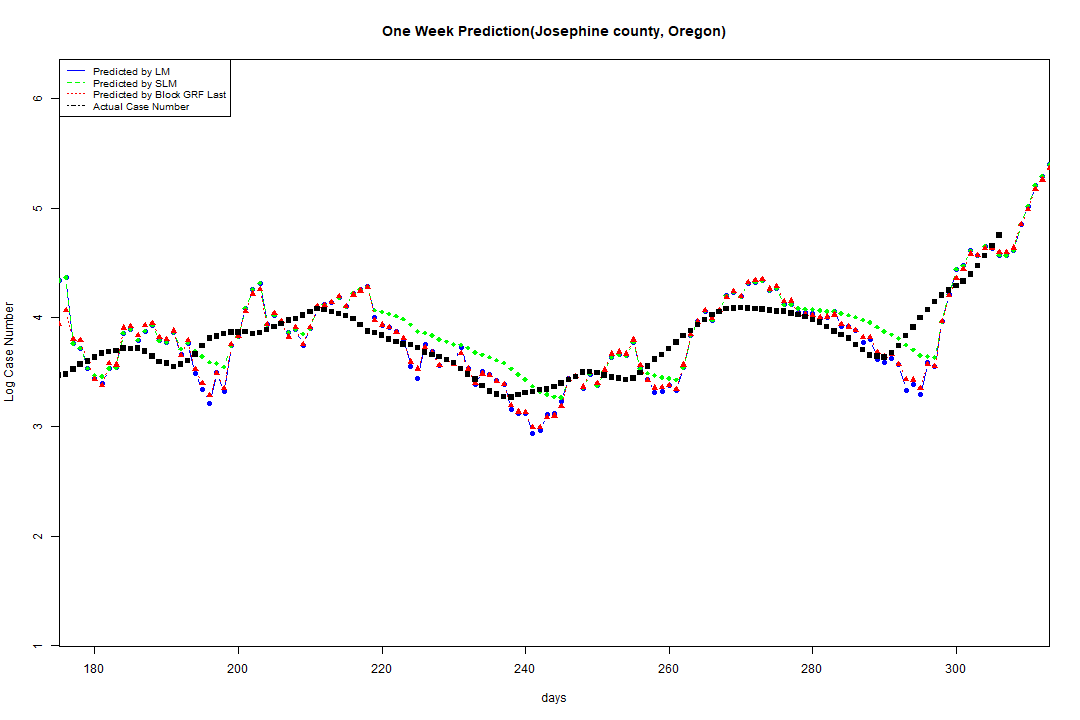 One Week Prediction(Josephine county, Oregon)
Predicted by LM
Predicted by SLM
Predicted by Block GRF Last
Actual Case Number
Log Case Number
6
5
4
3
2
1
180 200 220 240 260 280 300
days